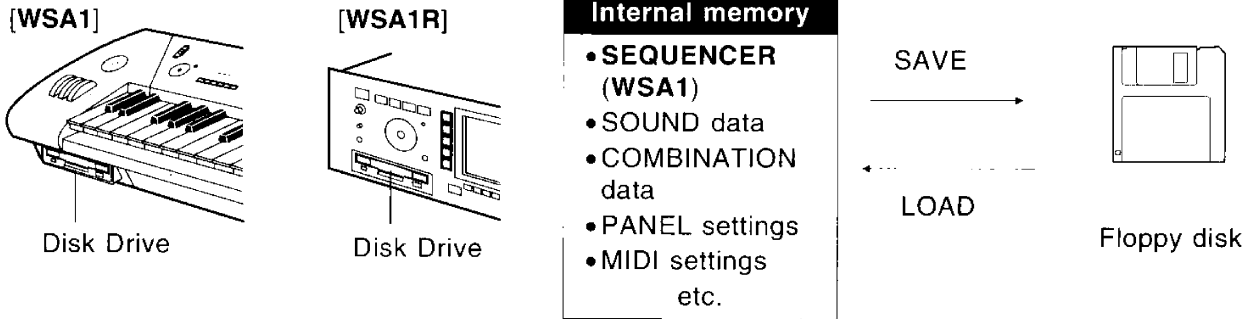 [WSA1]
Disk Drive
[WSA1R]
Disk Drive
Internal memory
•SEQUENCER
(WSA1)
•SOUND data
•COMBINATION
data
•PANEL settings
•MIDI settings
etc.
SAVE
LOAD
Floppy disk